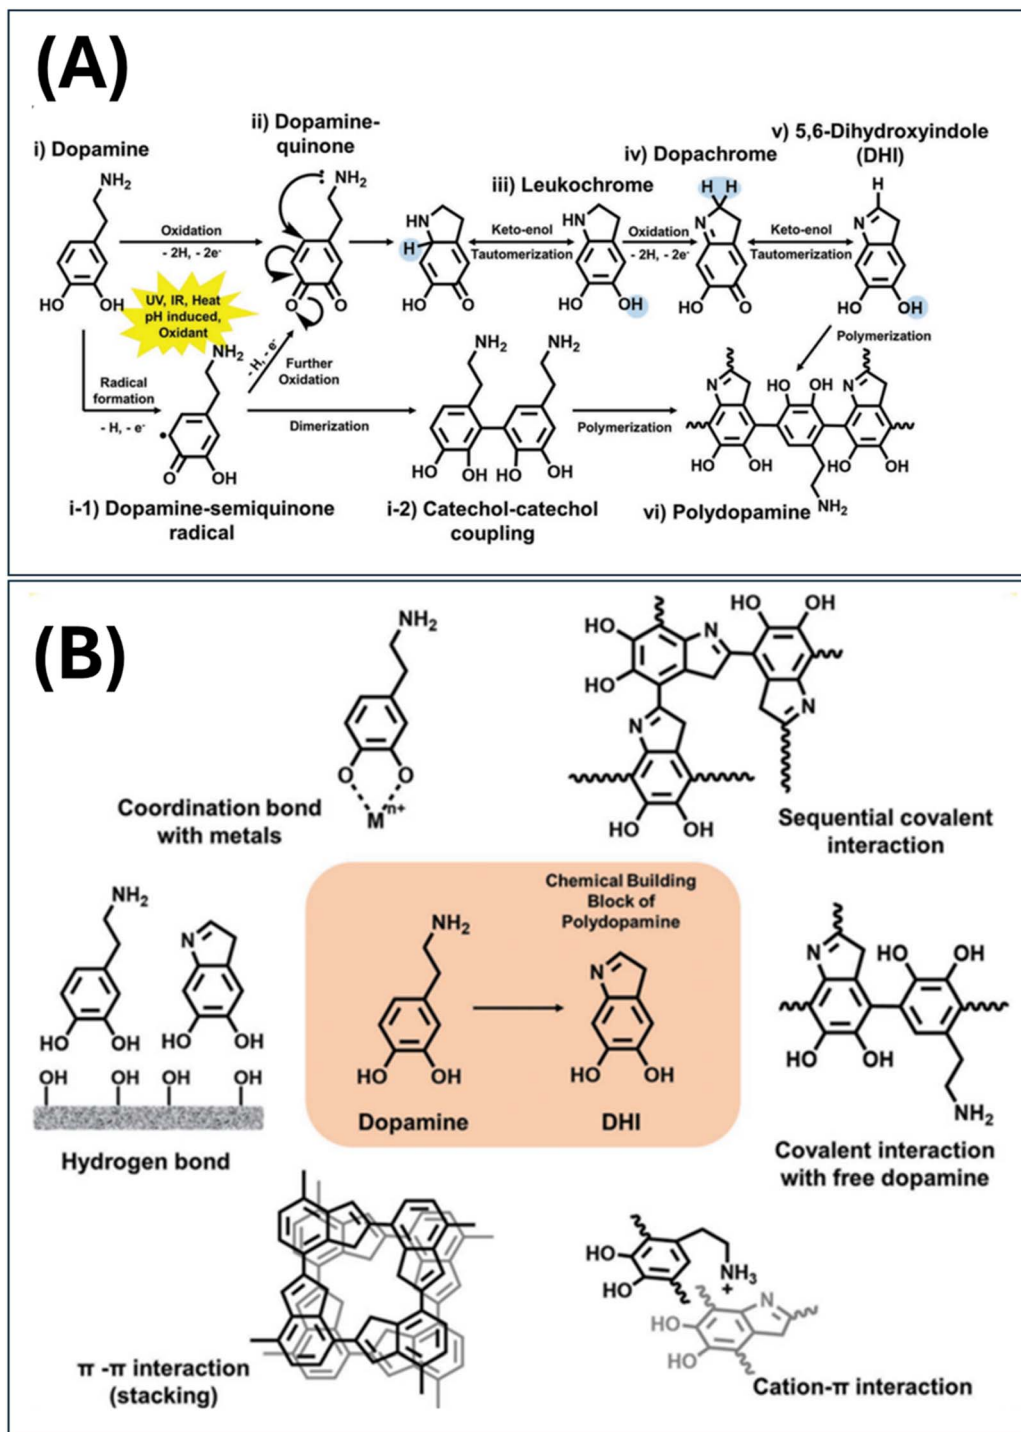 (A)
i) Dopamine
NH2
HO
OH
Oxidation
- 2H, - 2e-
UV, IR, Heat
pH induced,
Oxidant
ii) Dopamine-
quinone
NH2
O
O
HN
H
HO
O
Keto-enol
Tautomerization
iii) Leukochrome
HN
HO
OH
Oxidation
- 2H, - 2e-
iv) Dopachrome
H H
N
HO
O
Keto-enol
Tautomerization
v) 5,6-Dihydroxyindole
(DHI)
H
N
HO
OH
Polymerization
Radical
formation
- H, - e-
NH2
O
OH
i-1) Dopamine-semiquinone
radical
- H, - e-
Further
Oxidation
Dimerization
NH2
NH2
HO
OH
HO
OH
i-2) Catechol-catechol
coupling
Polymerization
N
HO
OH
N
HO
OH
HO
OH
NH2
vi) Polydopamine
(B)
NH2
O
O
Mn+
Coordination bond
with metals
HO
OH
HO
N
HO
N
N
HO
OH
Sequential covalent
interaction
NH2
N
HO
OH
HO
OH
OH
OH
OH
OH
Hydrogen bond
Chemical Building
Block of
Polydopamine
NH2
N
HO
OH
HO
OH
Dopamine
DHI
N
HO
OH
HO
OH
NH2
Covalent interaction
with free dopamine
π -π interaction
(stacking)
HO
HO
NH3
+
N
HO
HO
Cation-π interaction